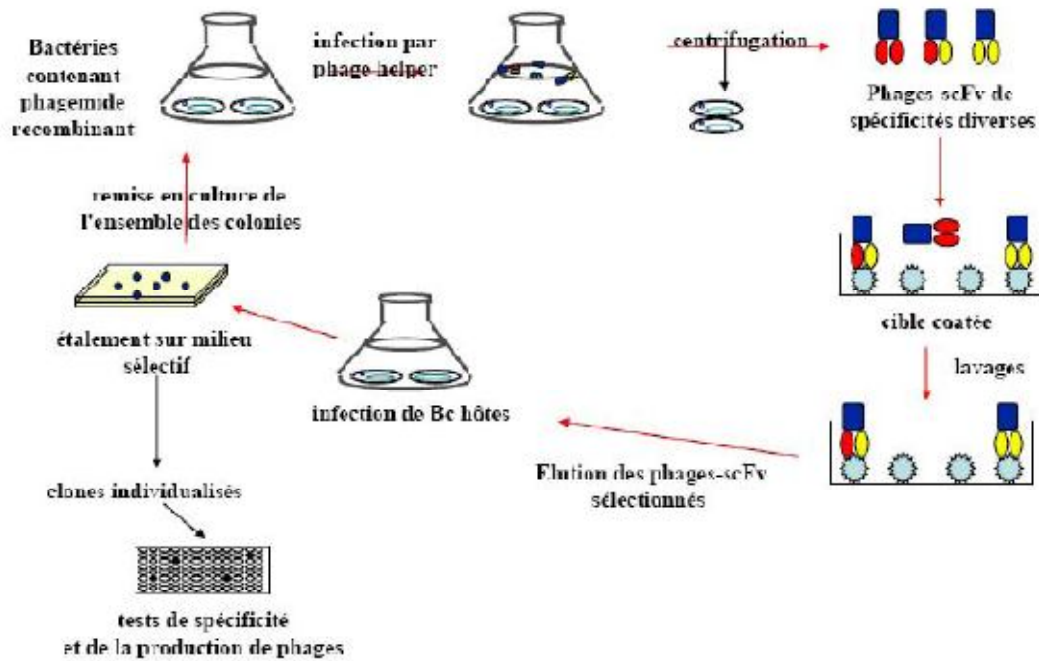 Bactéries
contenant
phagemide
recombinant
infection par
phage helper
centrifugation
Phages-scFv de
spécificités diverses
cible coatée
lavages
Elution des phages-scFv
sélectionnés
infection de Bc hôtes
étalement sur milieu
sélectif
remise en culture de
l'ensemble des colonies
clones individualisés
tests de spécificité
et de la production de phages